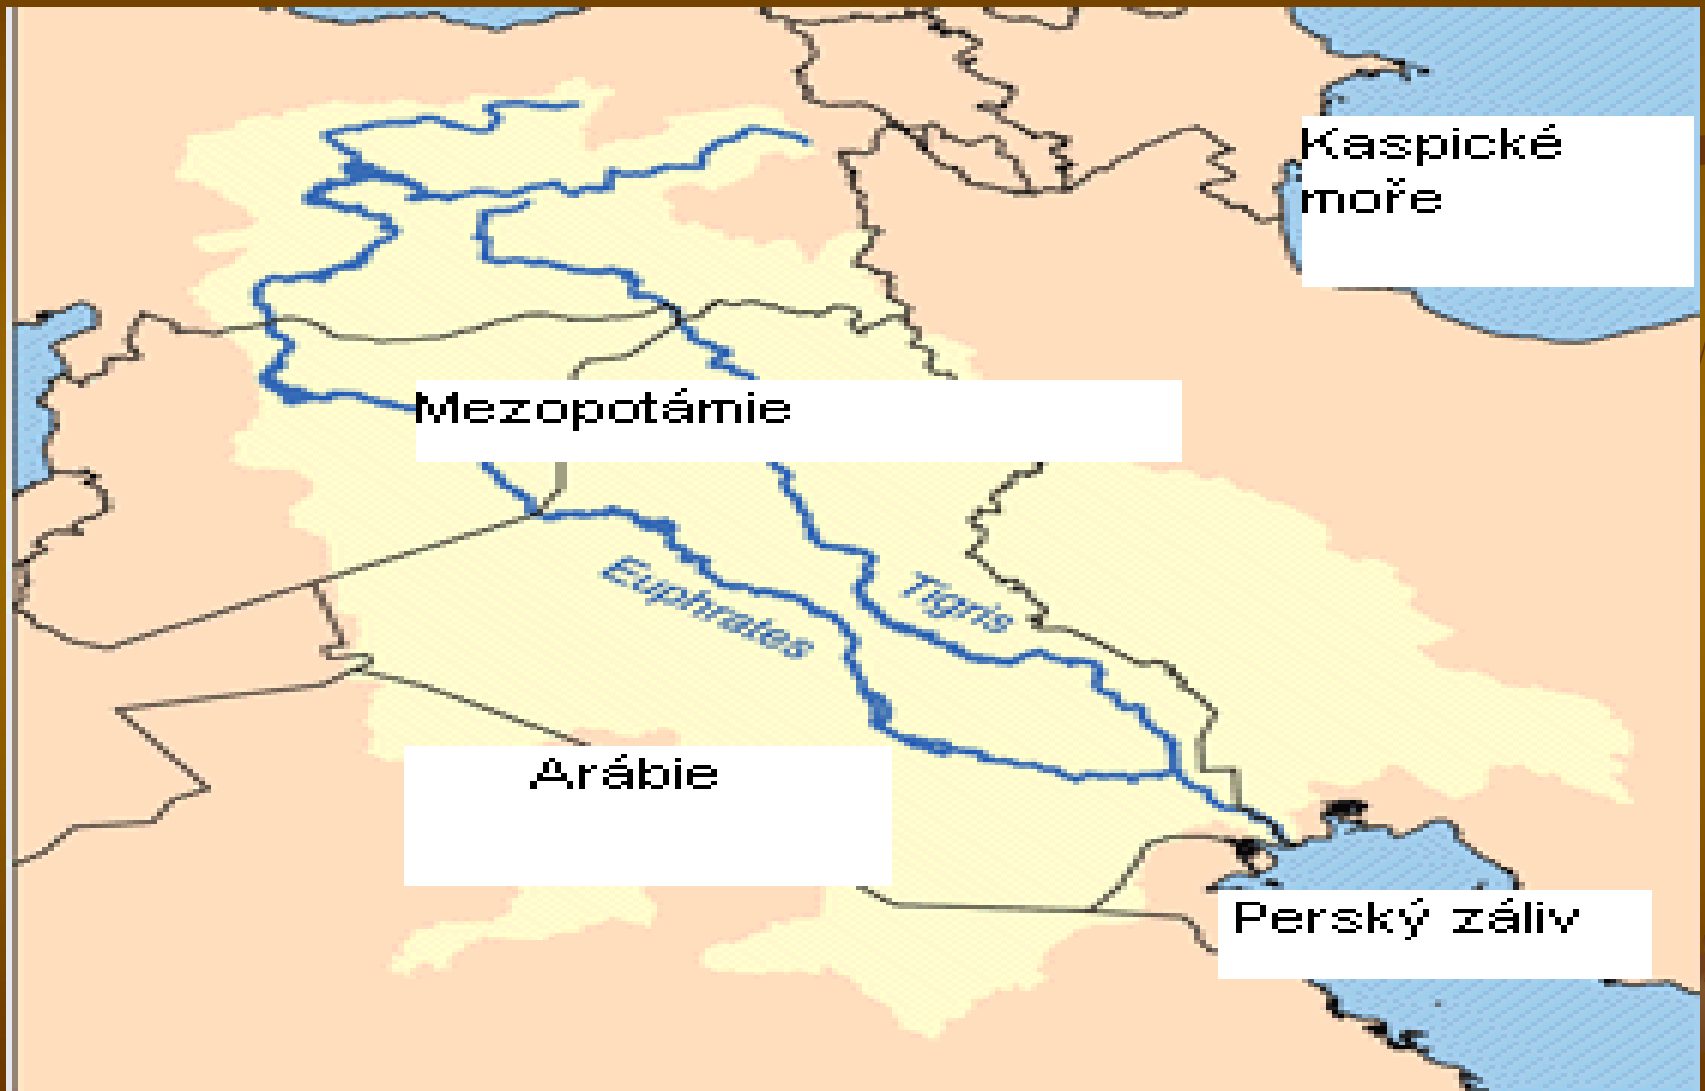 Kaspické
moře
Mezopotámie
Euphrates
Tigris
Arábie
Perský záliv